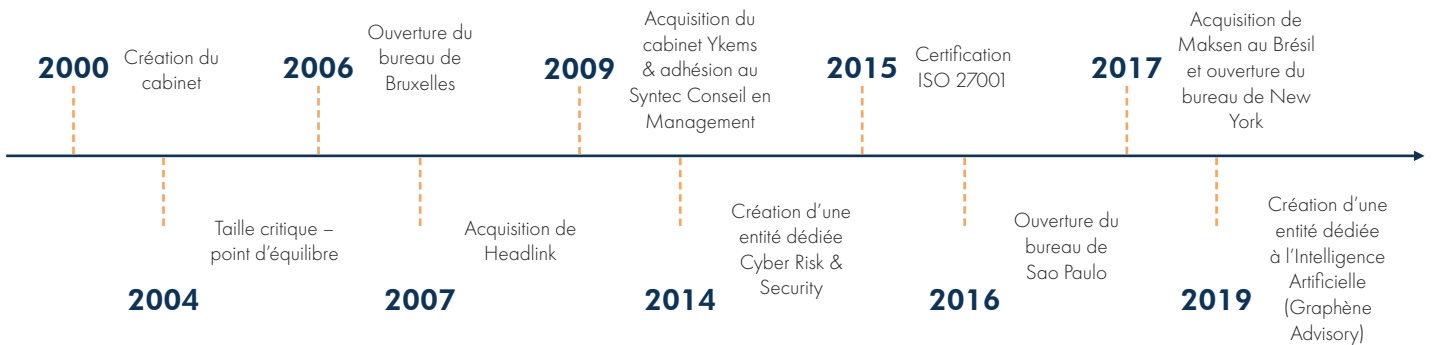 2000
Création du
cabinet
2006
Ouverture du
bureau de
Bruxelles
2009
Acquisition du
cabinet Ykems
& adhésion au
Syntec Conseil en
Management
2015
Certification
ISO 27001
2017
Acquisition de
Maksen au Brésil
et ouverture du
bureau de New
York
Taille critique –
point d’équilibre
2004
Acquisition de
Headlink
2007
Création d’une
entité dédiée
Cyber Risk &
Security
2014
Ouverture du
bureau de
Sao Paulo
2016
Création d’une
entité dédiée
à l’Intelligence
Artificielle
(Graphène
Advisory)
2019